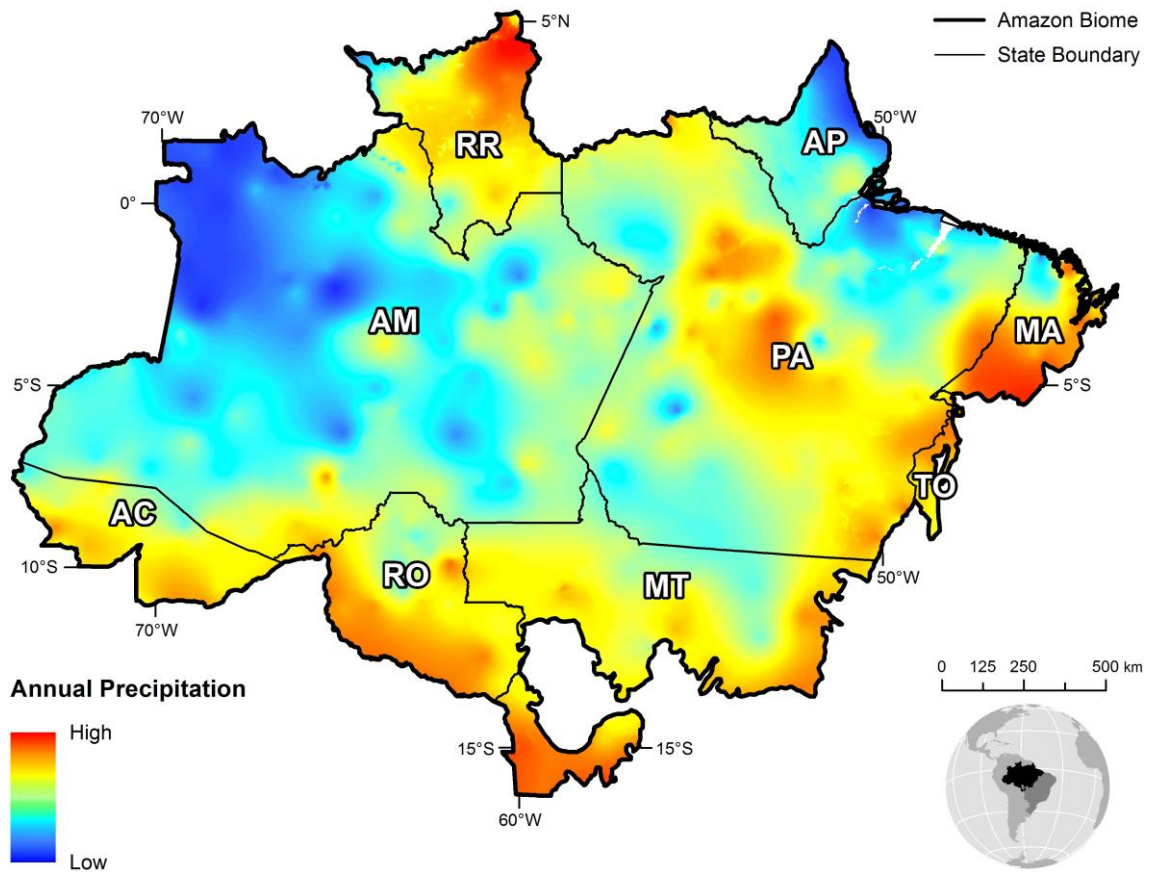 5°N
Amazon Biome
State Boundary
70°W
50°W
RR
AP
0°
AM
PA
MA
5°S
5°S
TO
AC
RO
MT
10°S
50°W
70°W
0 125 250 500 km
Annual Precipitation
High
Low
15°S
15°S
60°W